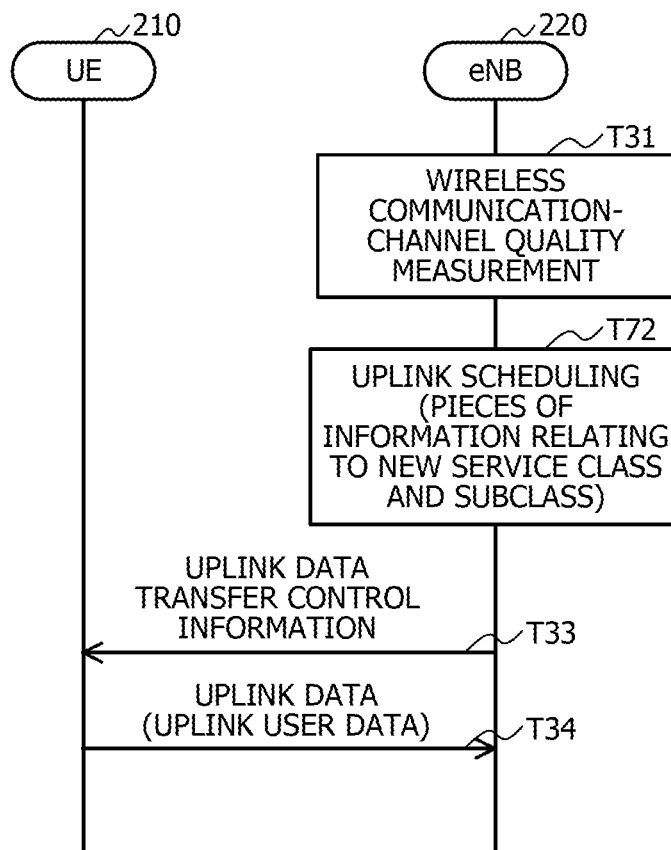 210
220
UE
eNB
T31
WIRELESS
COMMUNICATION-
CHANNEL QUALITY
MEASUREMENT
T72
UPLINK SCHEDULING
(PIECES OF
INFORMATION RELATING
TO NEW SERVICE CLASS
AND SUBCLASS)
UPLINK DATA
TRANSFER CONTROL
INFORMATION
T33
UPLINK DATA
(UPLINK USER DATA)
T34